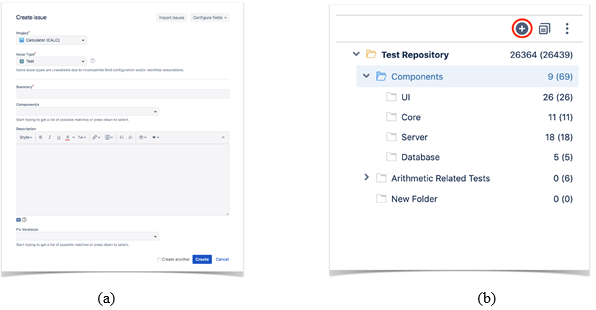 Create issue
Import issues
Configure fields
Project*
Calculator (CALC)
Issue Type*
Test
Some issue types are unavailable due to incompatible field configuration and/or workflow associations.
Summary*
Component/s
Start typing to get a list of possible matches or press down to select.
Description
Style
B I U A
Fix Version/s
Start typing to get a list of possible matches or press down to select.
Create another
Create
Cancel
(a)
Test Repository 26364 (26439)
Components 9 (69)
UI 26 (26)
Core 11 (11)
Server 18 (18)
Database 5 (5)
Arithmetic Related Tests 0 (6)
New Folder 0 (0)
(b)